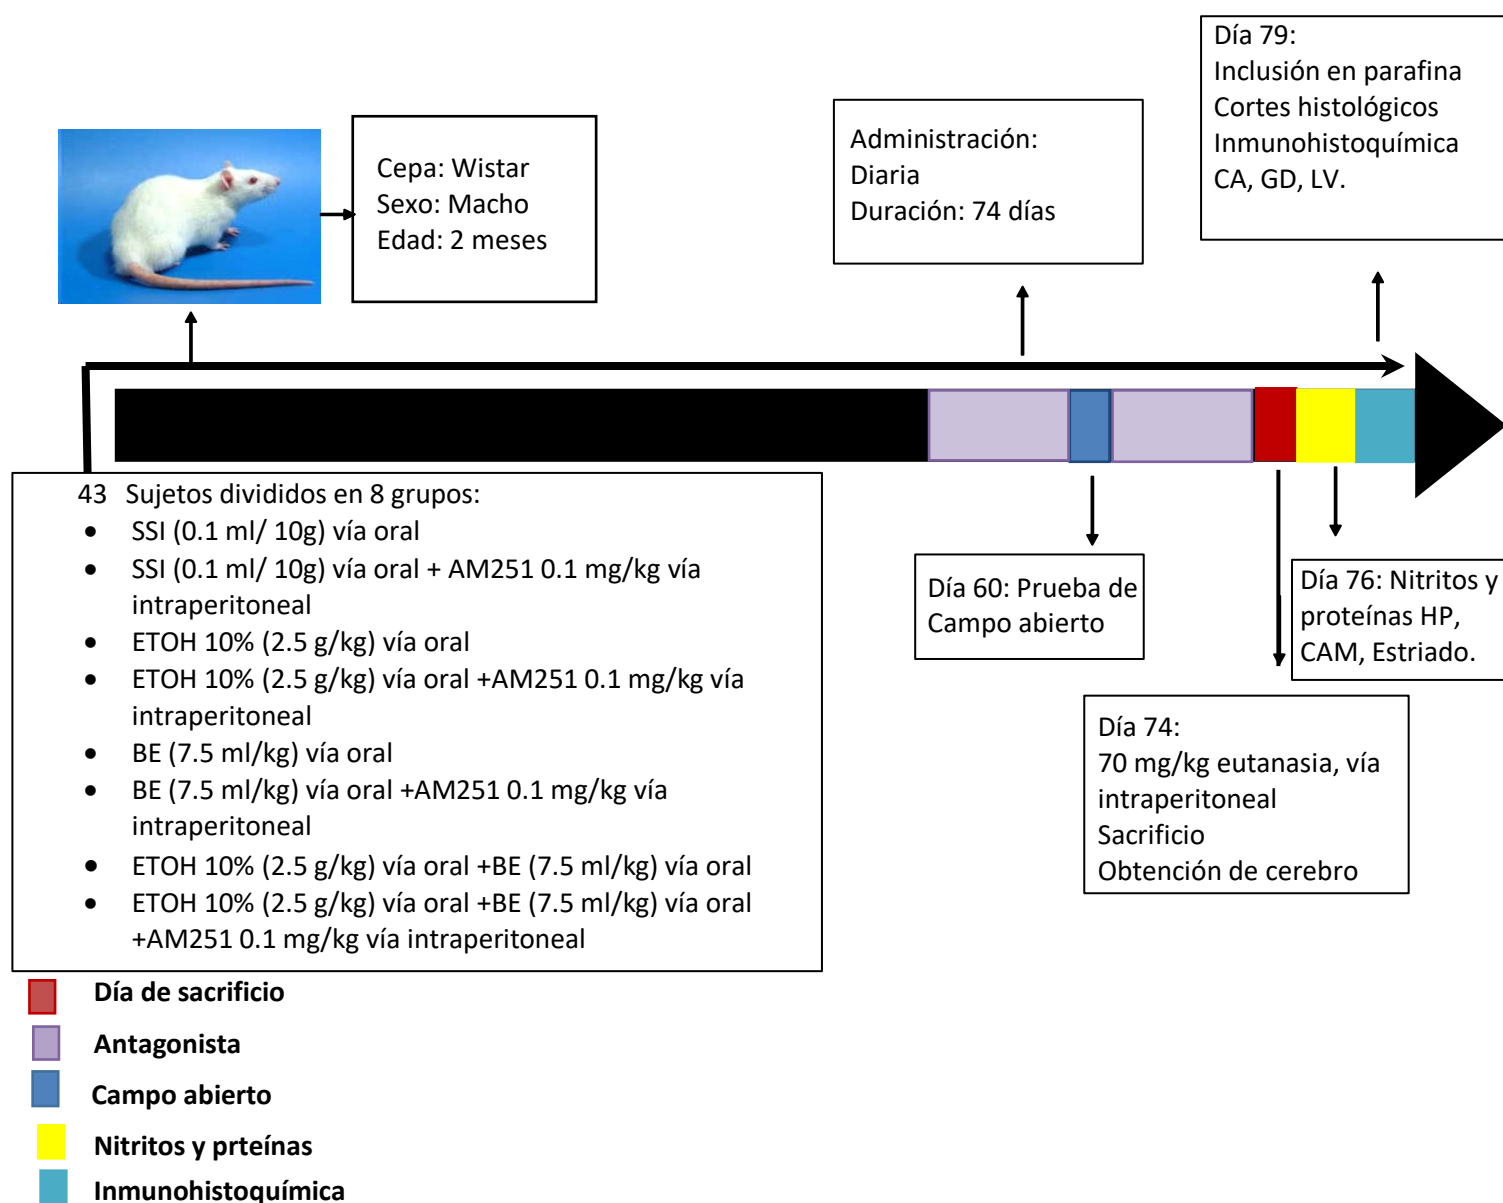 Cepa: Wistar
Sexo: Macho
Edad: 2 meses
Administración:
Diaria
Duración: 74 días
Día 79:
Inclusión en parafina
Cortes histológicos
Inmunohistoquímica
CA, GD, LV.
43 Sujetos divididos en 8 grupos:
• SSI (0.1 ml/ 10g) vía oral
• SSI (0.1 ml/ 10g) vía oral + AM251 0.1 mg/kg vía
intraperitoneal
• ETOH 10% (2.5 g/kg) vía oral
• ETOH 10% (2.5 g/kg) vía oral +AM251 0.1 mg/kg vía
intraperitoneal
• BE (7.5 ml/kg) vía oral
• BE (7.5 ml/kg) vía oral +AM251 0.1 mg/kg vía
intraperitoneal
• ETOH 10% (2.5 g/kg) vía oral +BE (7.5 ml/kg) vía oral
• ETOH 10% (2.5 g/kg) vía oral +BE (7.5 ml/kg) vía oral
+AM251 0.1 mg/kg vía intraperitoneal
Día 60: Prueba de
Campo abierto
Día 76: Nitritos y
proteínas HP,
CAM, Estriado.
Día 74:
70 mg/kg eutanasia, vía
intraperitoneal
Sacrificio
Obtención de cerebro
Día de sacrificio
Antagonista
Campo abierto
Nitritos y prteínas
Inmunohistoquímica